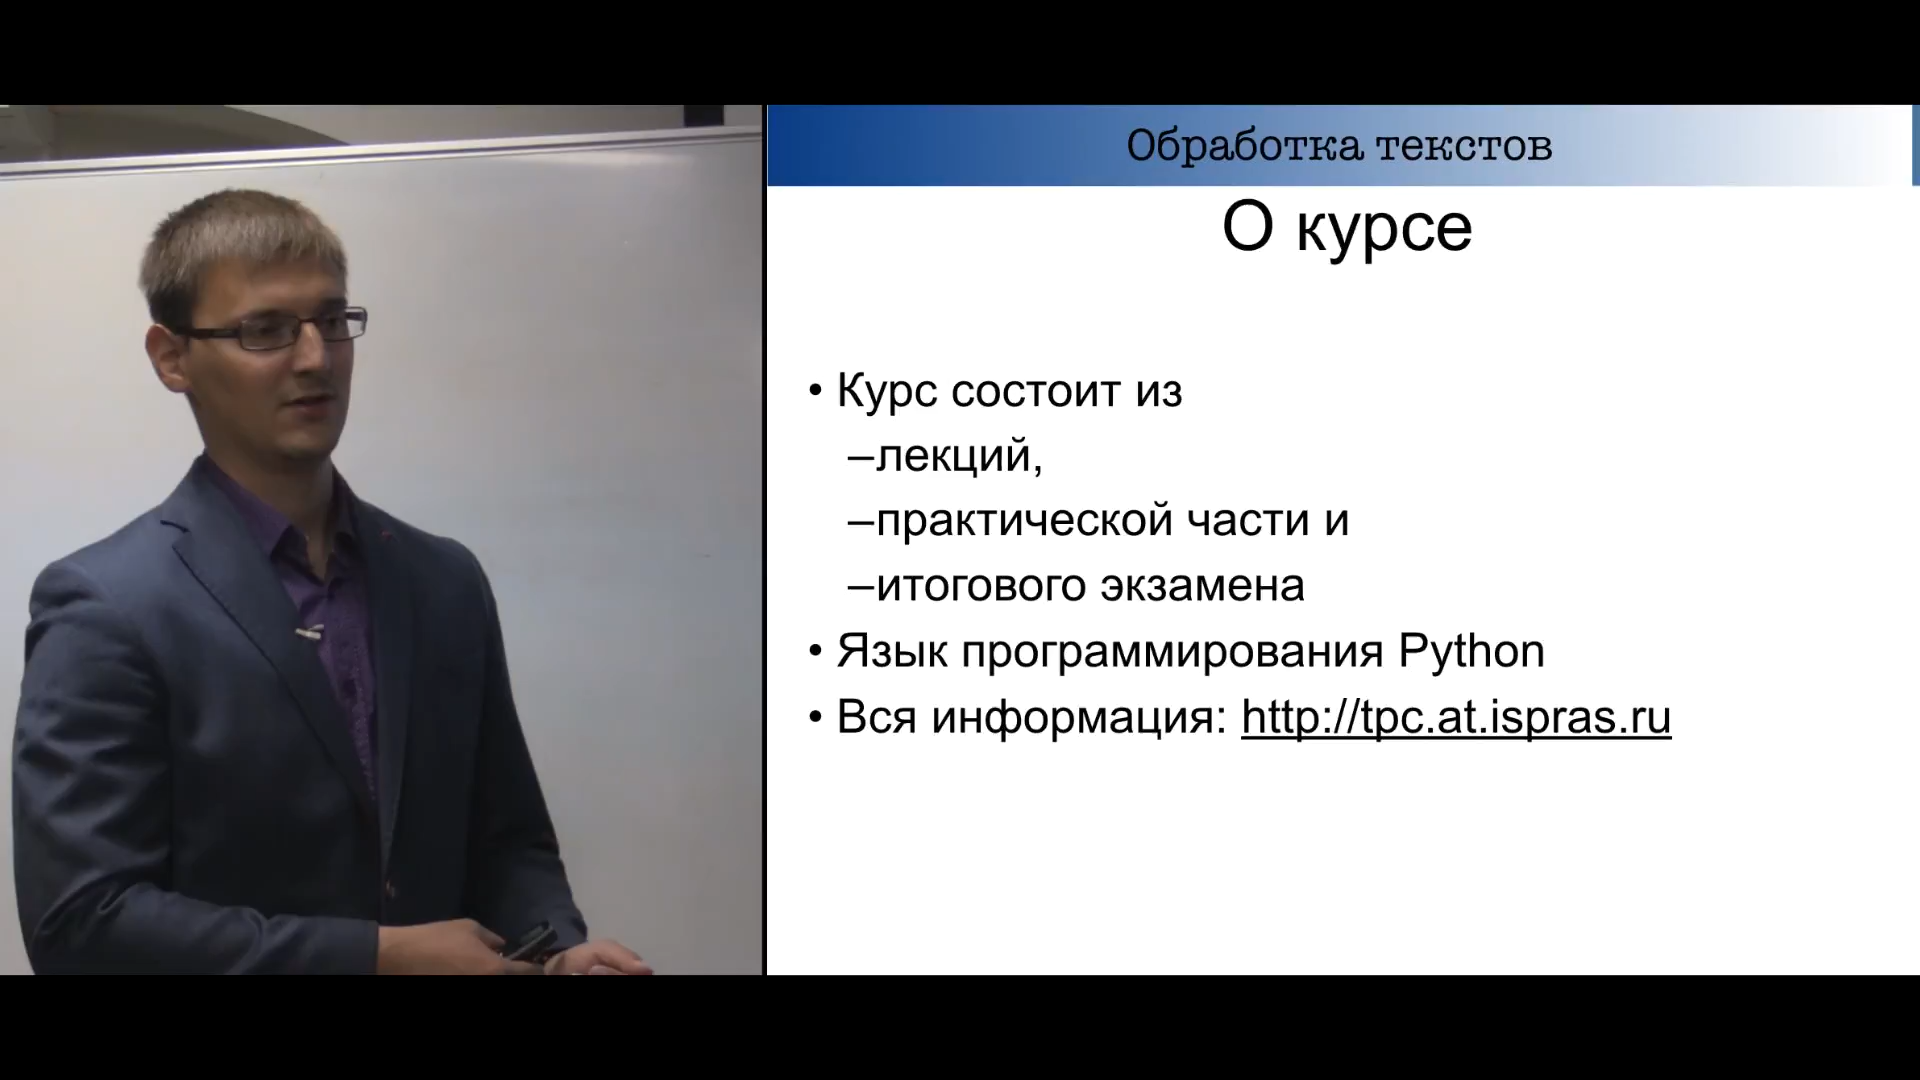 Обработка текстов
О курсе
• Курс состоит из
–лекций,
–практической части и
–итогового экзамена
• Язык программирования Python
• Вся информация: http://tpc.at.ispras.ru